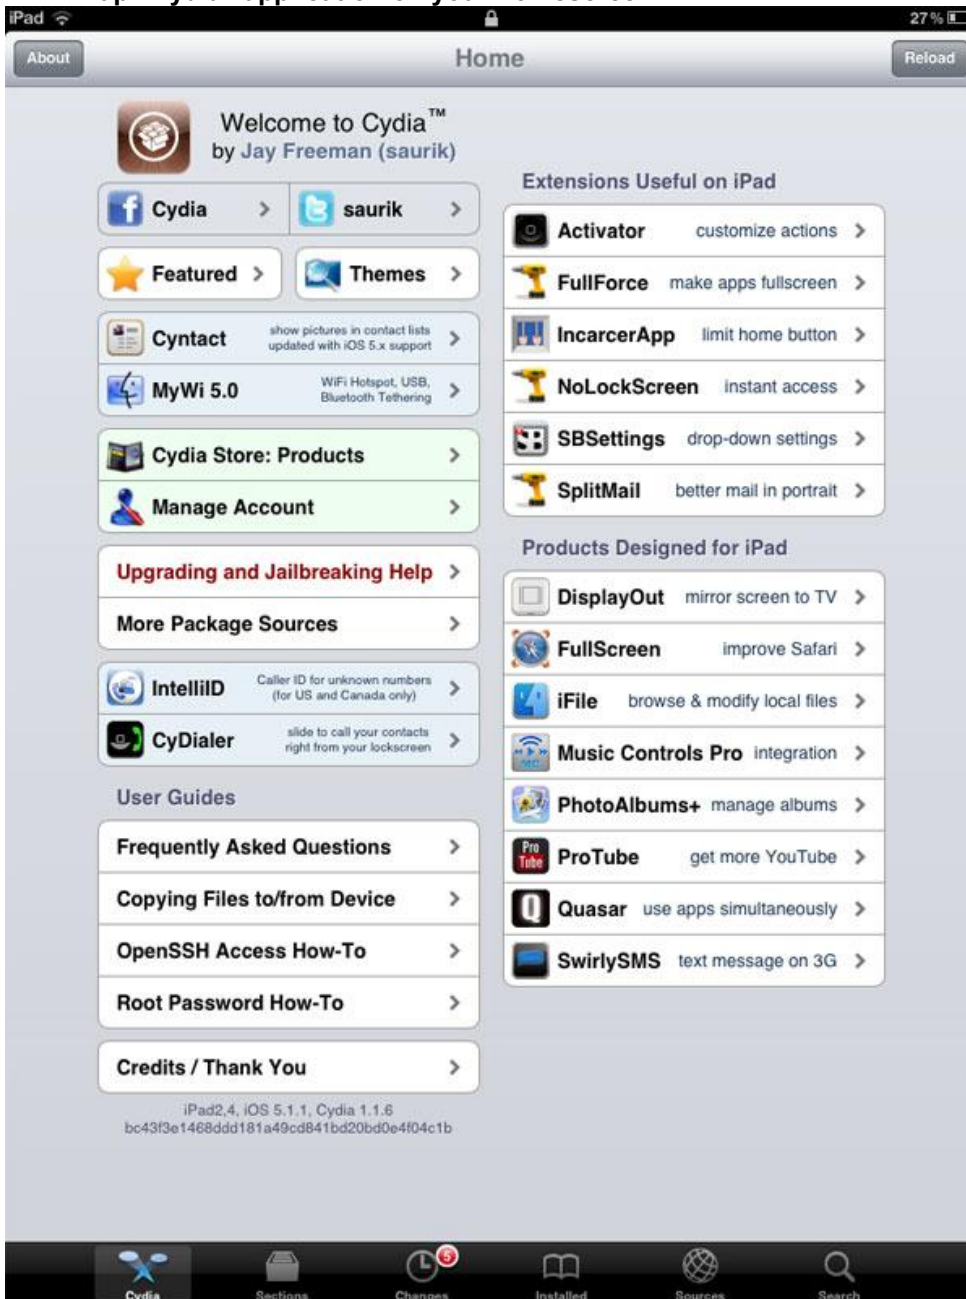 iPad
27%
About
Home
Reload
Welcome to Cydia™
by Jay Freeman (saurik)
Cydia
saurik
Featured
Themes
Cyntact
show pictures in contact lists
updated with iOS 5.x support
MyWi 5.0
WiFi Hotspot, USB,
Bluetooth Tethering
Cydia Store: Products
Manage Account
Upgrading and Jailbreaking Help
More Package Sources
IntelliID
Caller ID for unknown numbers
(for US and Canada only)
CyDialer
slide to call your contacts
right from your lockscreen
User Guides
Frequently Asked Questions
Copying Files to/from Device
OpenSSH Access How-To
Root Password How-To
Credits / Thank You
iPad2,4, iOS 5.1.1, Cydia 1.1.6
bc43f3e1468ddd181a49cd841bd20bd0e4f04c1b
Extensions Useful on iPad
Activator customize actions
FullForce make apps fullscreen
IncarcerApp limit home button
NoLockScreen instant access
SBSettings drop-down settings
SplitMail better mail in portrait
Products Designed for iPad
DisplayOut mirror screen to TV
FullScreen improve Safari
iFile browse & modify local files
Music Controls Pro integration
PhotoAlbums+ manage albums
Pro
Tube
ProTube get more YouTube
Q
Quasar use apps simultaneously
SwirlySMS text message on 3G
5
Cydia
Sections
Changes
Installed
Sources
Search